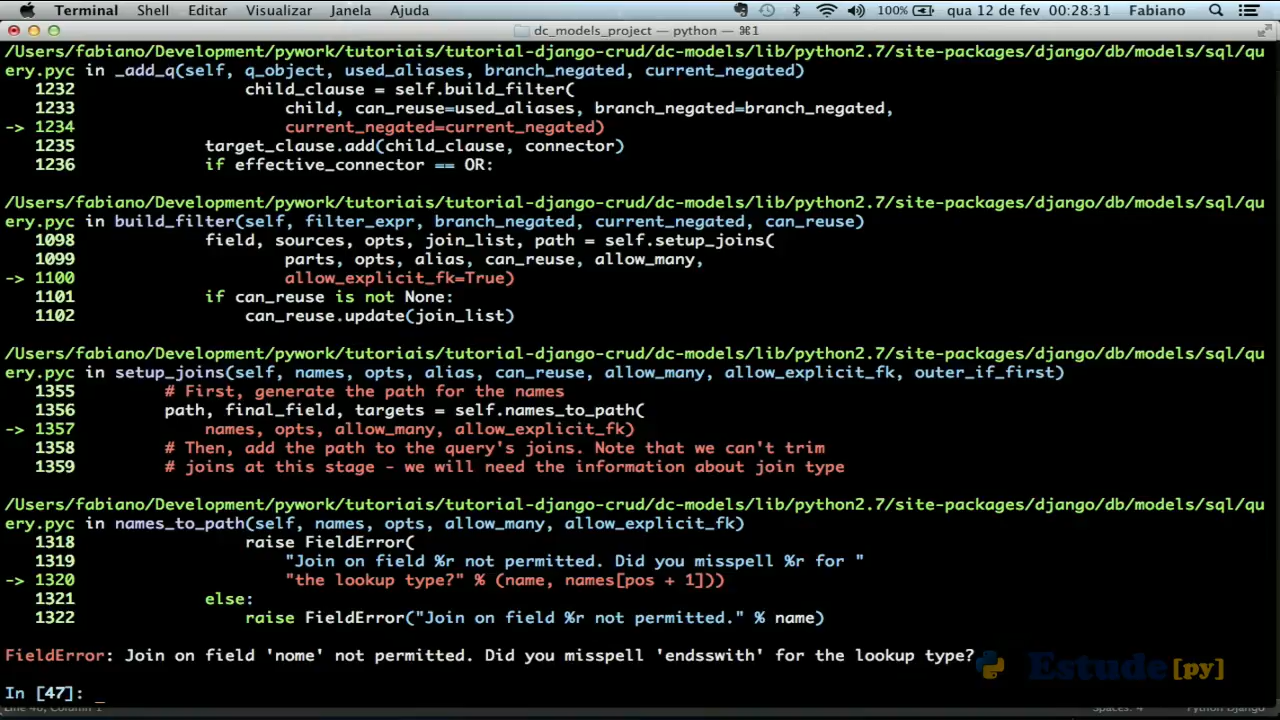 Terminal Shell Editar Visualizar Janela Ajuda 100% qua 12 de fev 00:28:31 Fabiano
dc_models_project — python — ⌘1
/Users/fabiano/Development/pywork/tutoriais/tutorial-django-crud/dc-models/lib/python2.7/site-packages/django/db/models/sql/qu
ery.pyc in _add_q(self, q_object, used_aliases, branch_negated, current_negated)
1232 child_clause = self.build_filter(
1233 child, can_reuse=used_aliases, branch_negated=branch_negated,
-> 1234 current_negated=current_negated)
1235 target_clause.add(child_clause, connector)
1236 if effective_connector == OR:
/Users/fabiano/Development/pywork/tutoriais/tutorial-django-crud/dc-models/lib/python2.7/site-packages/django/db/models/sql/qu
ery.pyc in build_filter(self, filter_expr, branch_negated, current_negated, can_reuse)
1098 field, sources, opts, join_list, path = self.setup_joins(
1099 parts, opts, alias, can_reuse, allow_many,
-> 1100 allow_explicit_fk=True)
1101 if can_reuse is not None:
1102 can_reuse.update(join_list)
/Users/fabiano/Development/pywork/tutoriais/tutorial-django-crud/dc-models/lib/python2.7/site-packages/django/db/models/sql/qu
ery.pyc in setup_joins(self, names, opts, alias, can_reuse, allow_many, allow_explicit_fk, outer_if_first)
1355 # First, generate the path for the names
1356 path, final_field, targets = self.names_to_path(
-> 1357 names, opts, allow_many, allow_explicit_fk)
1358 # Then, add the path to the query's joins. Note that we can't trim
1359 # joins at this stage - we will need the information about join type
/Users/fabiano/Development/pywork/tutoriais/tutorial-django-crud/dc-models/lib/python2.7/site-packages/django/db/models/sql/qu
ery.pyc in names_to_path(self, names, opts, allow_many, allow_explicit_fk)
1318 raise FieldError(
1319 "Join on field %r not permitted. Did you misspell %r for "
-> 1320 "the lookup type?" % (name, names[pos + 1]))
1321 else:
1322 raise FieldError("Join on field %r not permitted." % name)
FieldError: Join on field 'nome' not permitted. Did you misspell 'endsswith' for the lookup type?
Estude[py]
In [47]: _
Line 46, Column 1 Spaces: 4 Python Django